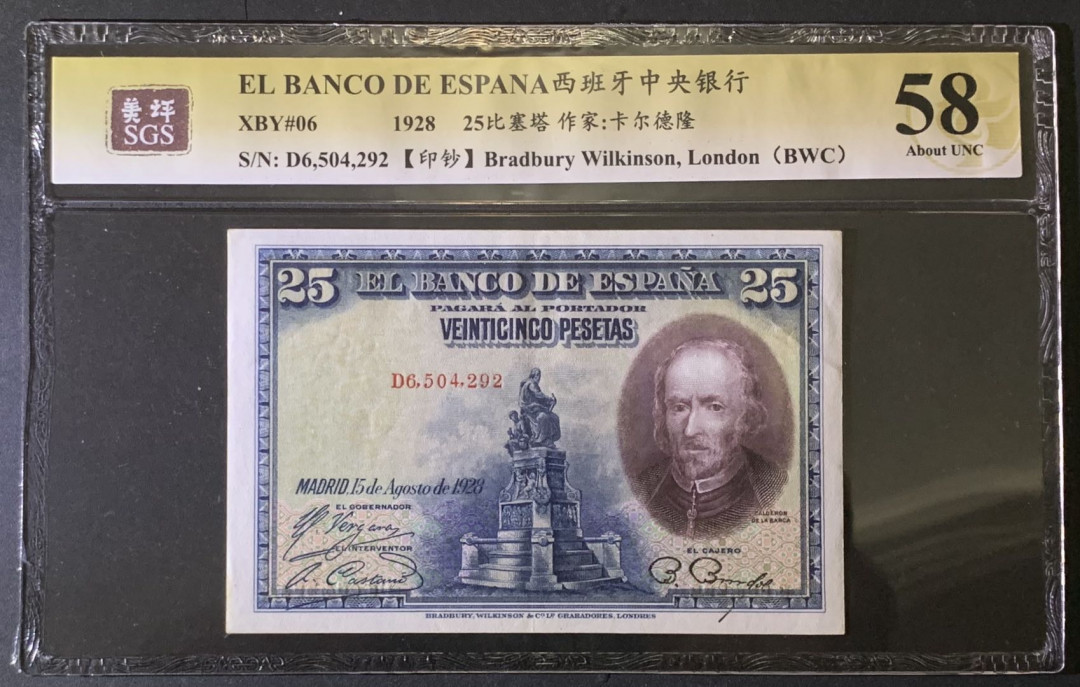 美评
SGS
EL BANCO DE ESPANA西班牙中央银行
XBY#06 1928 25比塞塔 作家:卡尔德隆
S/N: D6,504,292 【印钞】Bradbury Wilkinson, London（BWC）
58
About UNC
25 EL BANCO DE ESPAÑA 25
PAGARÁ AL PORTADOR
VEINTICINCO PESETAS
D6,504,292
MADRID, 15 de Agosto de 1928
EL GOBERNADOR
EL INTERVENTOR
CALDERON
DE LA BARCA
EL CAJERO
BRADBURY, WILKINSON & Cº Lᵈ GRABADORES, LONDRES